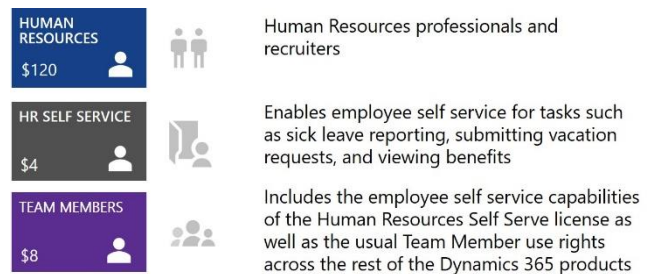 HUMAN
RESOURCES
$120
Human Resources professionals and
recruiters
HR SELF SERVICE
$4
Enables employee self service for tasks such
as sick leave reporting, submitting vacation
requests, and viewing benefits
TEAM MEMBERS
$8
Includes the employee self service capabilities
of the Human Resources Self Serve license as
well as the usual Team Member use rights
across the rest of the Dynamics 365 products